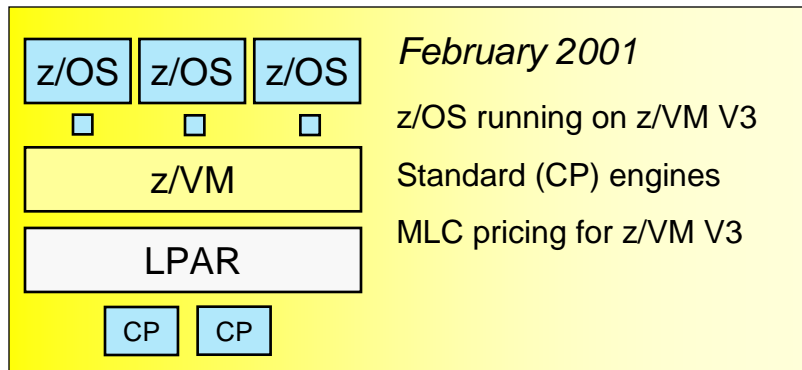 z/OS z/OS z/OS
z/VM
LPAR
CP CP
February 2001
z/OS running on z/VM V3
Standard (CP) engines
MLC pricing for z/VM V3